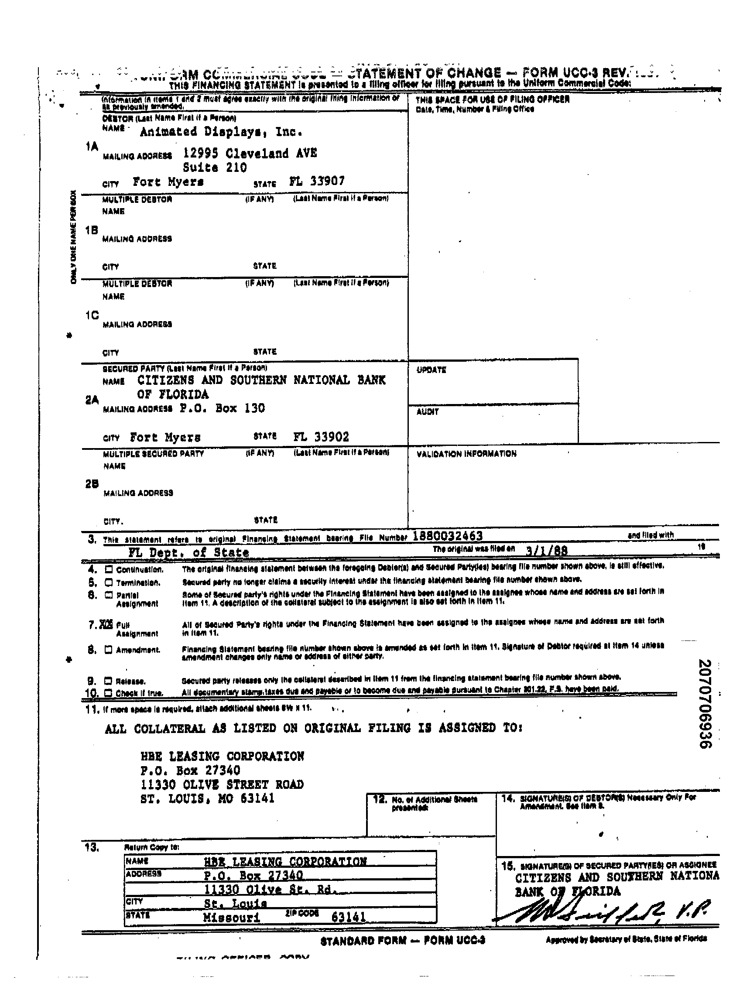 STATEMENT OF CHANGE — FORM UCC-3 REV.
THIS FINANCING STATEMENT is presented to a filing officer for filing pursuant to the Uniform Commercial Code:
Information in items 1 and 2 must agree exactly with the original filing information or as previously amended.
THIS SPACE FOR USE OF FILING OFFICER
Date, Time, Number & Filing Office
ONLY ONE NAME PER BOX
DEBTOR (Last Name First if a Person)
NAME Animated Displays, Inc.
1A
MAILING ADDRESS 12995 Cleveland AVE
Suite 210
CITY Fort Myers STATE FL 33907
MULTIPLE DEBTOR (IF ANY) (Last Name First if a Person)
NAME
1B
MAILING ADDRESS
CITY STATE
MULTIPLE DEBTOR (IF ANY) (Last Name First if a Person)
NAME
1C
MAILING ADDRESS
CITY STATE
SECURED PARTY (Last Name First if a Person)
NAME CITIZENS AND SOUTHERN NATIONAL BANK
OF FLORIDA
2A
MAILING ADDRESS P.O. Box 130
CITY Fort Myers STATE FL 33902
UPDATE
AUDIT
MULTIPLE SECURED PARTY (IF ANY) (Last Name First if a Person)
NAME
2B
MAILING ADDRESS
CITY. STATE
VALIDATION INFORMATION
3. This statement refers to original Financing Statement bearing File Number 1880032463 and filed with
FL Dept. of State The original was filed on 3/1/88 19
4. ☐ Continuation. The original financing statement between the foregoing Debtor(s) and Secured Party(ies) bearing file number shown above, is still effective.
5. ☐ Termination. Secured party no longer claims a security interest under the financing statement bearing file number shown above.
6. ☐ Partial Assignment Some of Secured party's rights under the Financing Statement have been assigned to the assignee whose name and address are set forth in Item 11. A description of the collateral subject to the assignment is also set forth in Item 11.
7. XX Full Assignment All of Secured Party's rights under the Financing Statement have been assigned to the assignee whose name and address are set forth in Item 11.
8. ☐ Amendment. Financing Statement bearing file number shown above is amended as set forth in Item 11. Signature of Debtor required at Item 14 unless amendment changes only name or address of either party.
9. ☐ Release. Secured party releases only the collateral described in Item 11 from the financing statement bearing file number shown above.
10. ☐ Check if true. All documentary stamp taxes due and payable or to become due and payable pursuant to Chapter 201.22, F.S. have been paid.
2070706936
11. If more space is required, attach additional sheets 8½ x 11.
ALL COLLATERAL AS LISTED ON ORIGINAL FILING IS ASSIGNED TO:
HBE LEASING CORPORATION
P.O. Box 27340
11330 OLIVE STREET ROAD
ST. LOUIS, MO 63141
12. No. of Additional Sheets presented:
14. SIGNATURE(S) OF DEBTOR(S) Necessary Only For Amendment. See Item 8.
13. Return Copy to:
NAME HBE LEASING CORPORATION
ADDRESS P.O. Box 27340
11330 Olive St. Rd.
CITY St. Louis
STATE Missouri ZIP CODE 63141
15. SIGNATURE(S) OF SECURED PARTY(IES) OR ASSIGNEE
CITIZENS AND SOUTHERN NATIONA
BANK OF FLORIDA
V.P.
STANDARD FORM — FORM UCC-3
Approved by Secretary of State, State of Florida